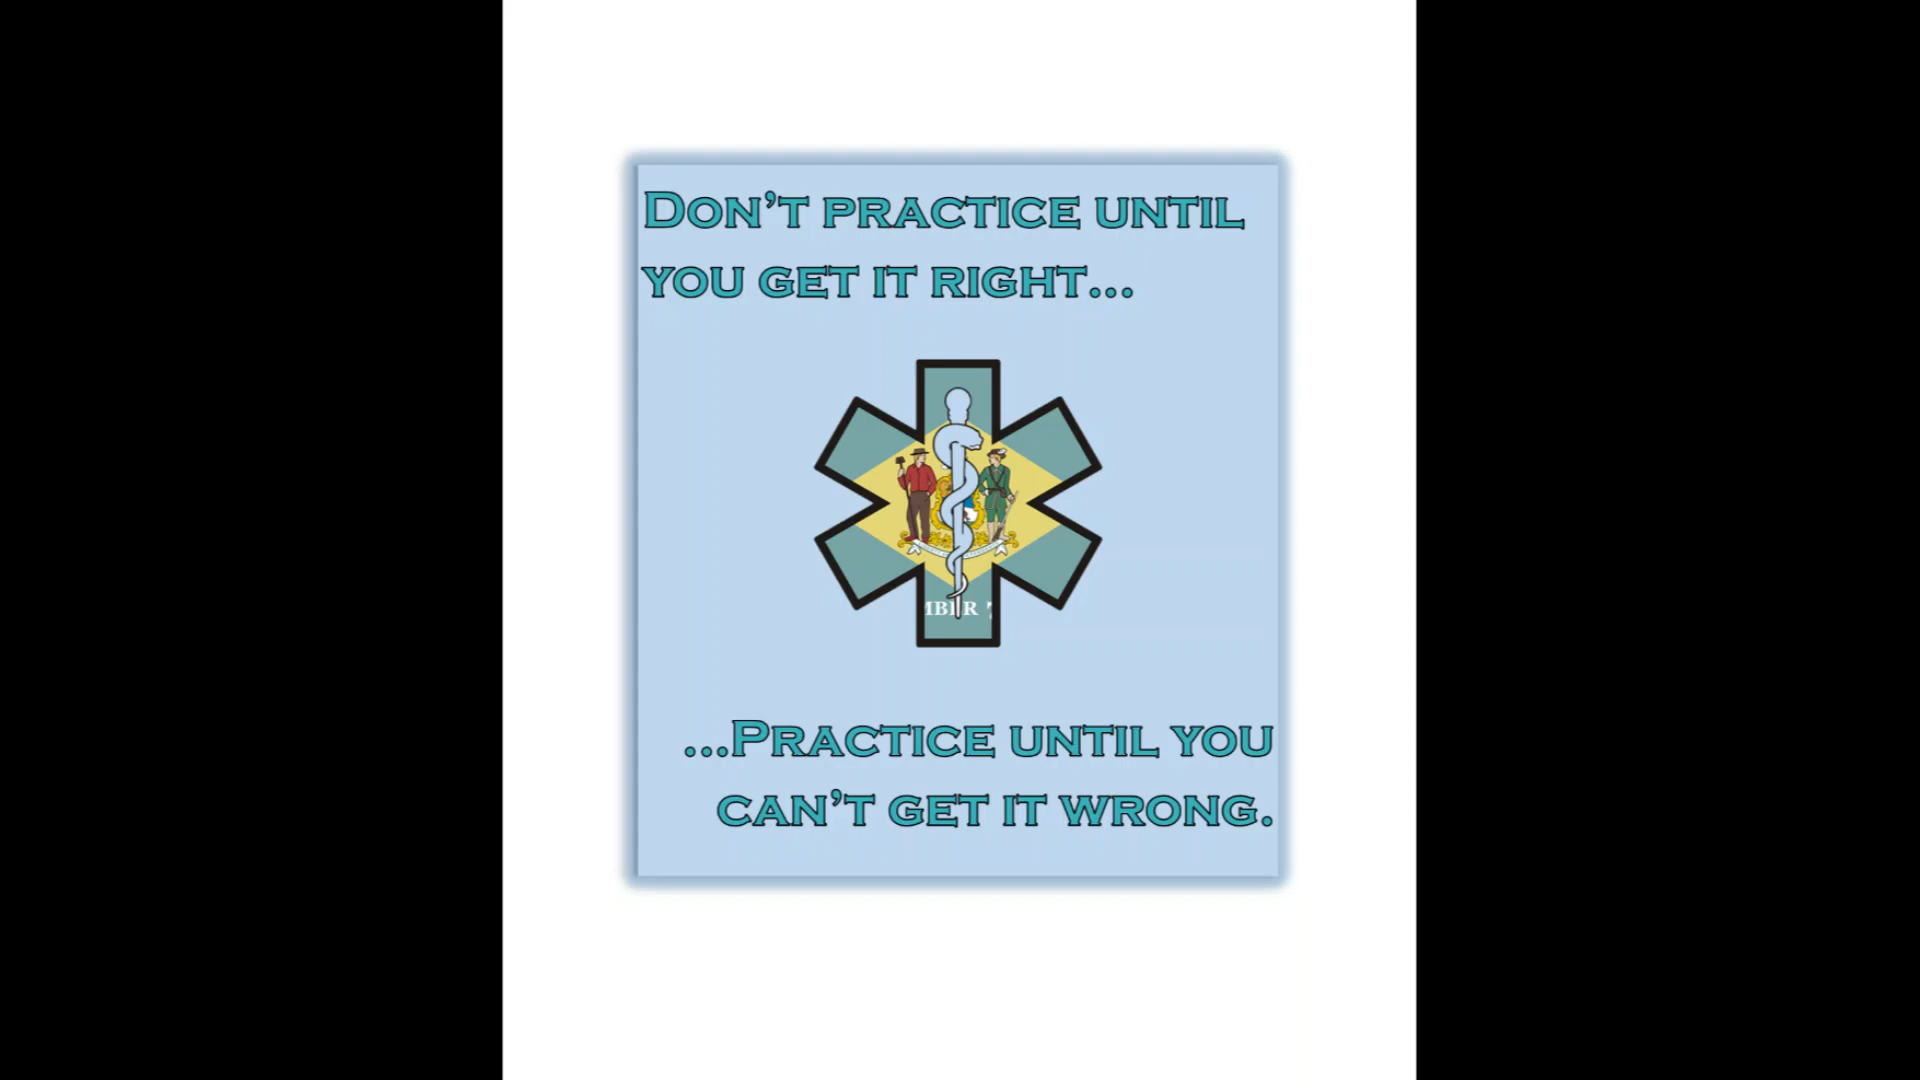 Don’t practice until
you get it right...
...Practice until you
can’t get it wrong.